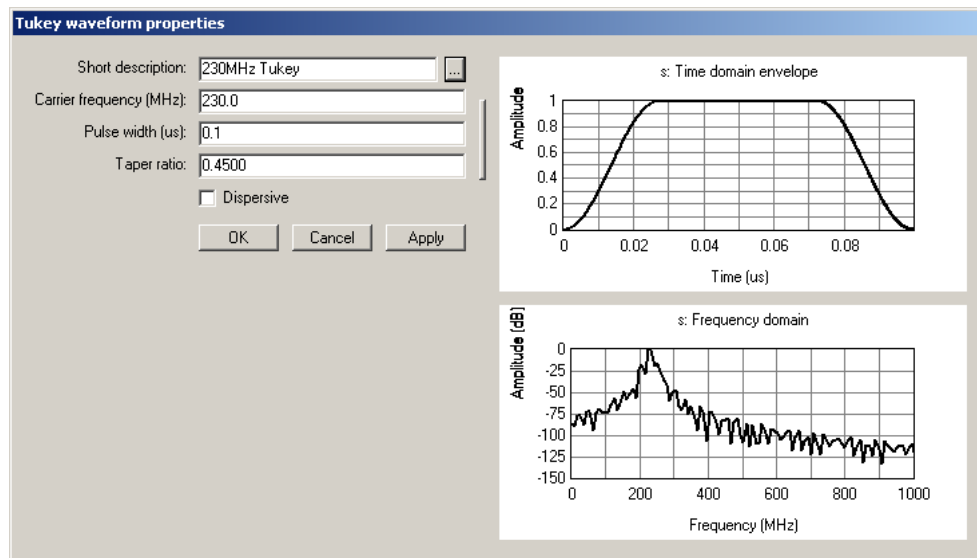 Tukey waveform properties
Short description: 230MHz Tukey ...
Carrier frequency (MHz): 230.0
Pulse width (us): 0.1
Taper ratio: 0.4500
Dispersive
OK Cancel Apply
s: Time domain envelope
Amplitude
1
0.8
0.6
0.4
0.2
0
0 0.02 0.04 0.06 0.08
Time (us)
s: Frequency domain
Amplitude (dB)
0
-25
-50
-75
-100
-125
-150
0 200 400 600 800 1000
Frequency (MHz)